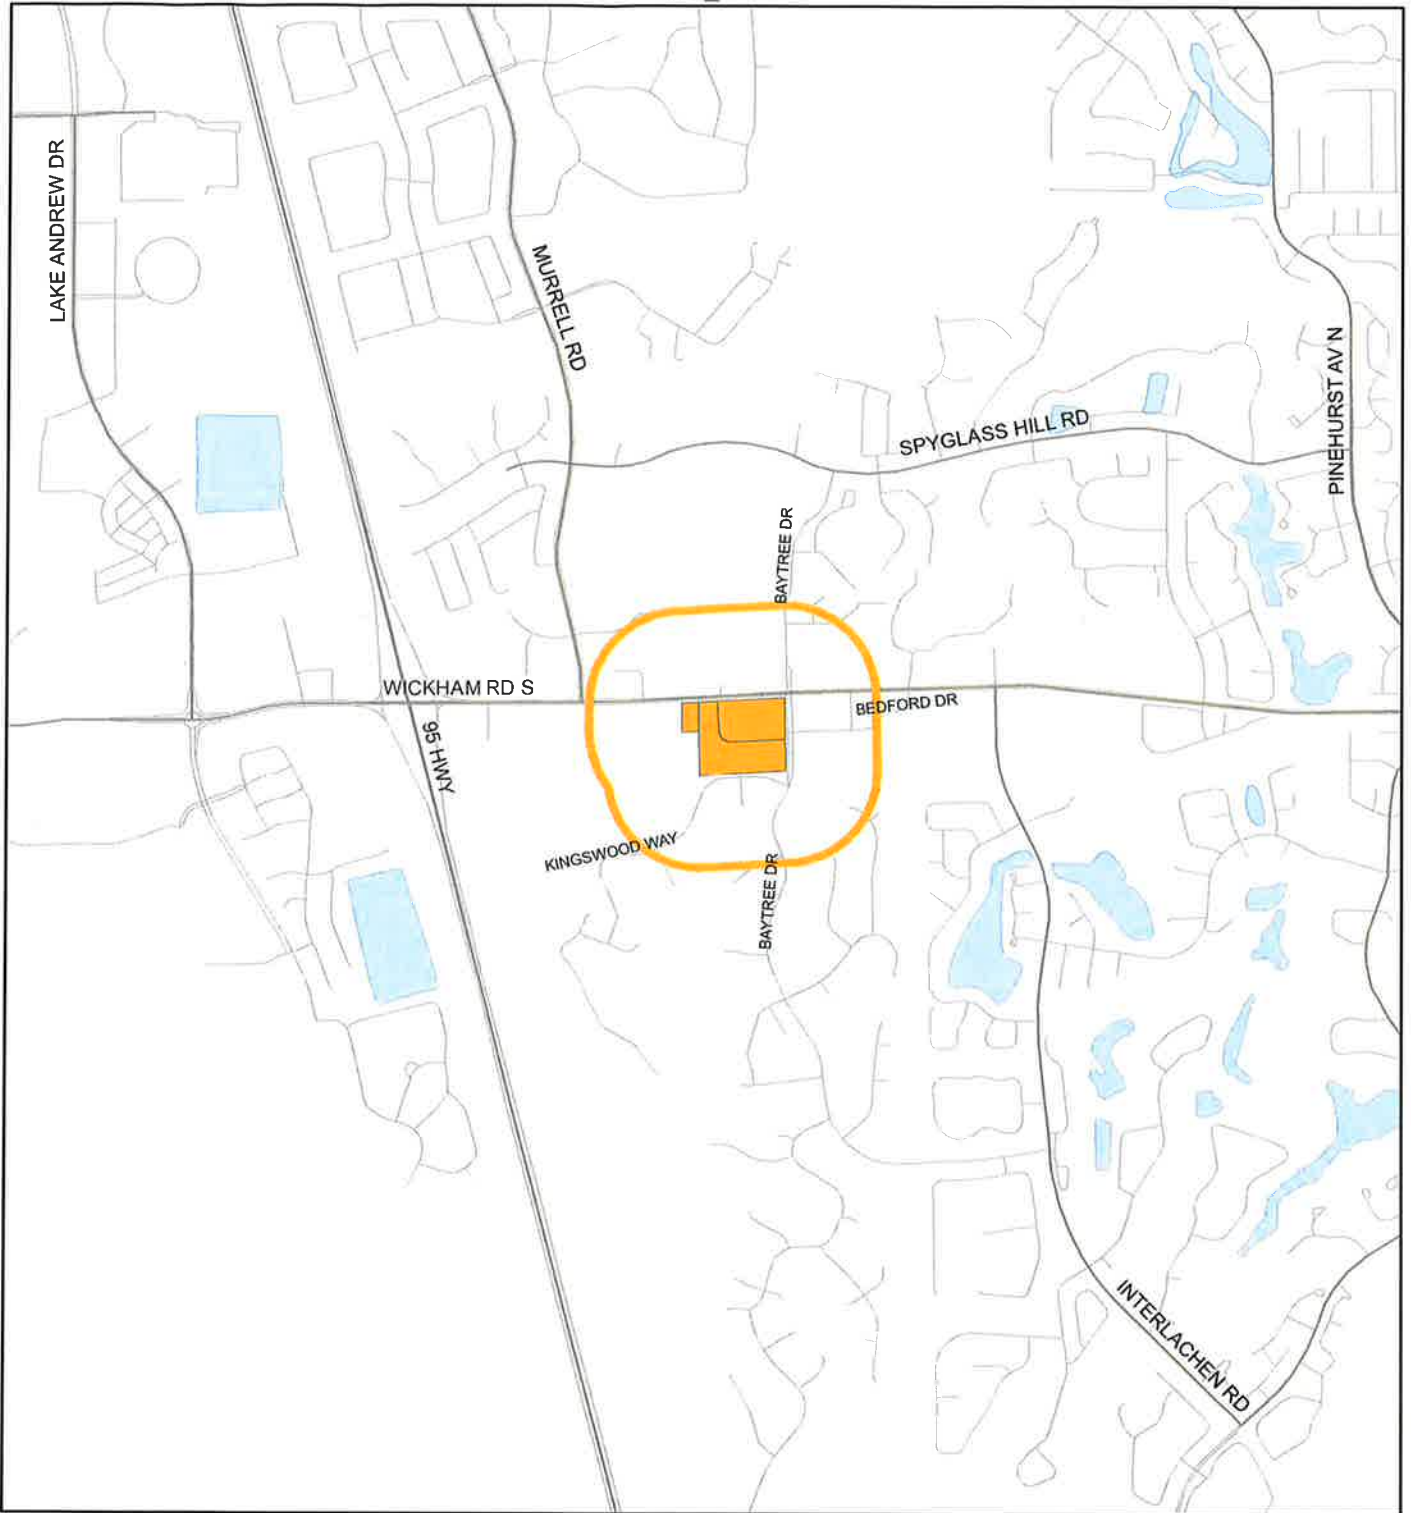 LAKE ANDREW DR
MURRELL RD
PINEHURST AV N
SPYGLASS HILL RD
BAYTREE DR
WICKHAM RD S
BEDFORD DR
95 HWY
KINGSWOOD WAY
BAYTREE DR
INTERLACHEN RD